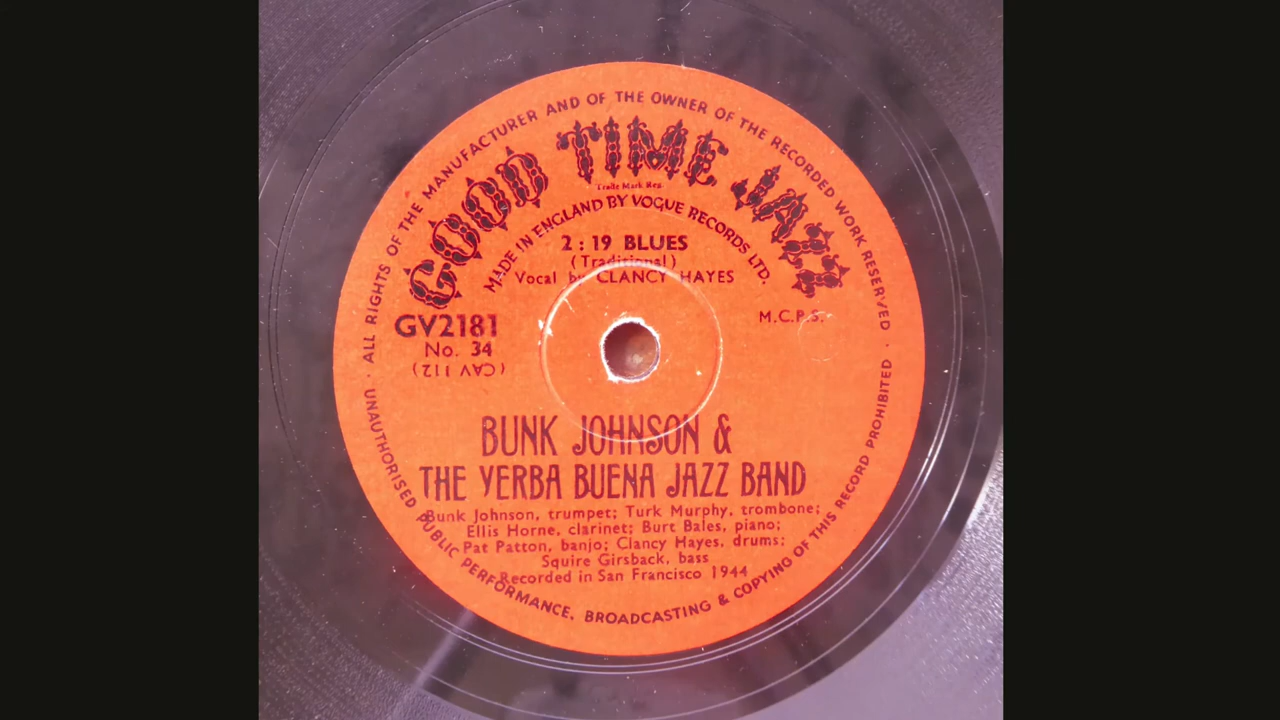 · ALL RIGHTS OF THE MANUFACTURER AND OF THE OWNER OF THE RECORDED WORK RESERVED ·
GOOD TIME JAZZ
Trade Mark Reg.
MADE IN ENGLAND BY VOGUE RECORDS LTD.
2 : 19 BLUES
(Traditional)
Vocal by CLANCY HAYES
GV2181
M.C.P.S.
No. 34
(CAV 112)
BUNK JOHNSON &
THE YERBA BUENA JAZZ BAND
Bunk Johnson, trumpet; Turk Murphy, trombone;
Ellis Horne, clarinet; Burt Bales, piano;
Pat Patton, banjo; Clancy Hayes, drums;
Squire Girsback, bass
Recorded in San Francisco 1944
UNAUTHORISED PUBLIC PERFORMANCE, BROADCASTING & COPYING OF THIS RECORD PROHIBITED